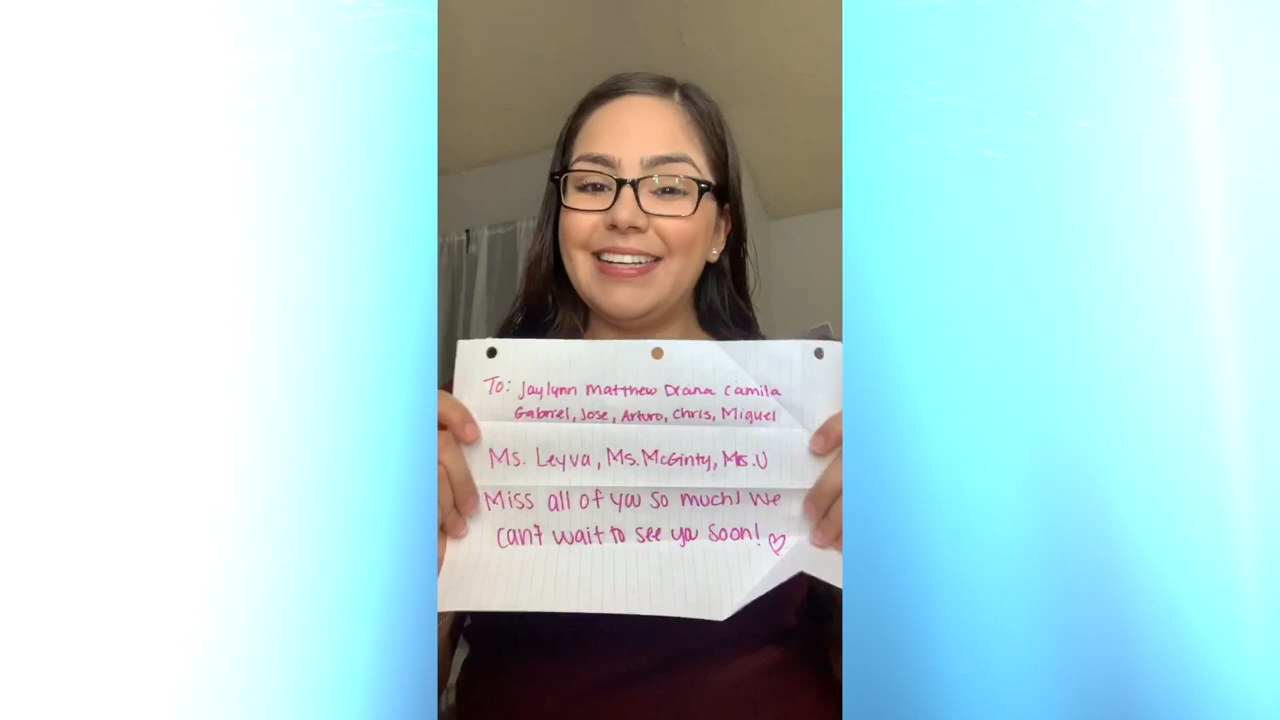 To: Jaylynn Matthew Diana Camila
Gabriel, Jose, Arturo, Chris, Miguel
Ms. Leyva, Ms. McGinty, Mrs. U
Miss all of you so much! We
can't wait to see you soon! ♡